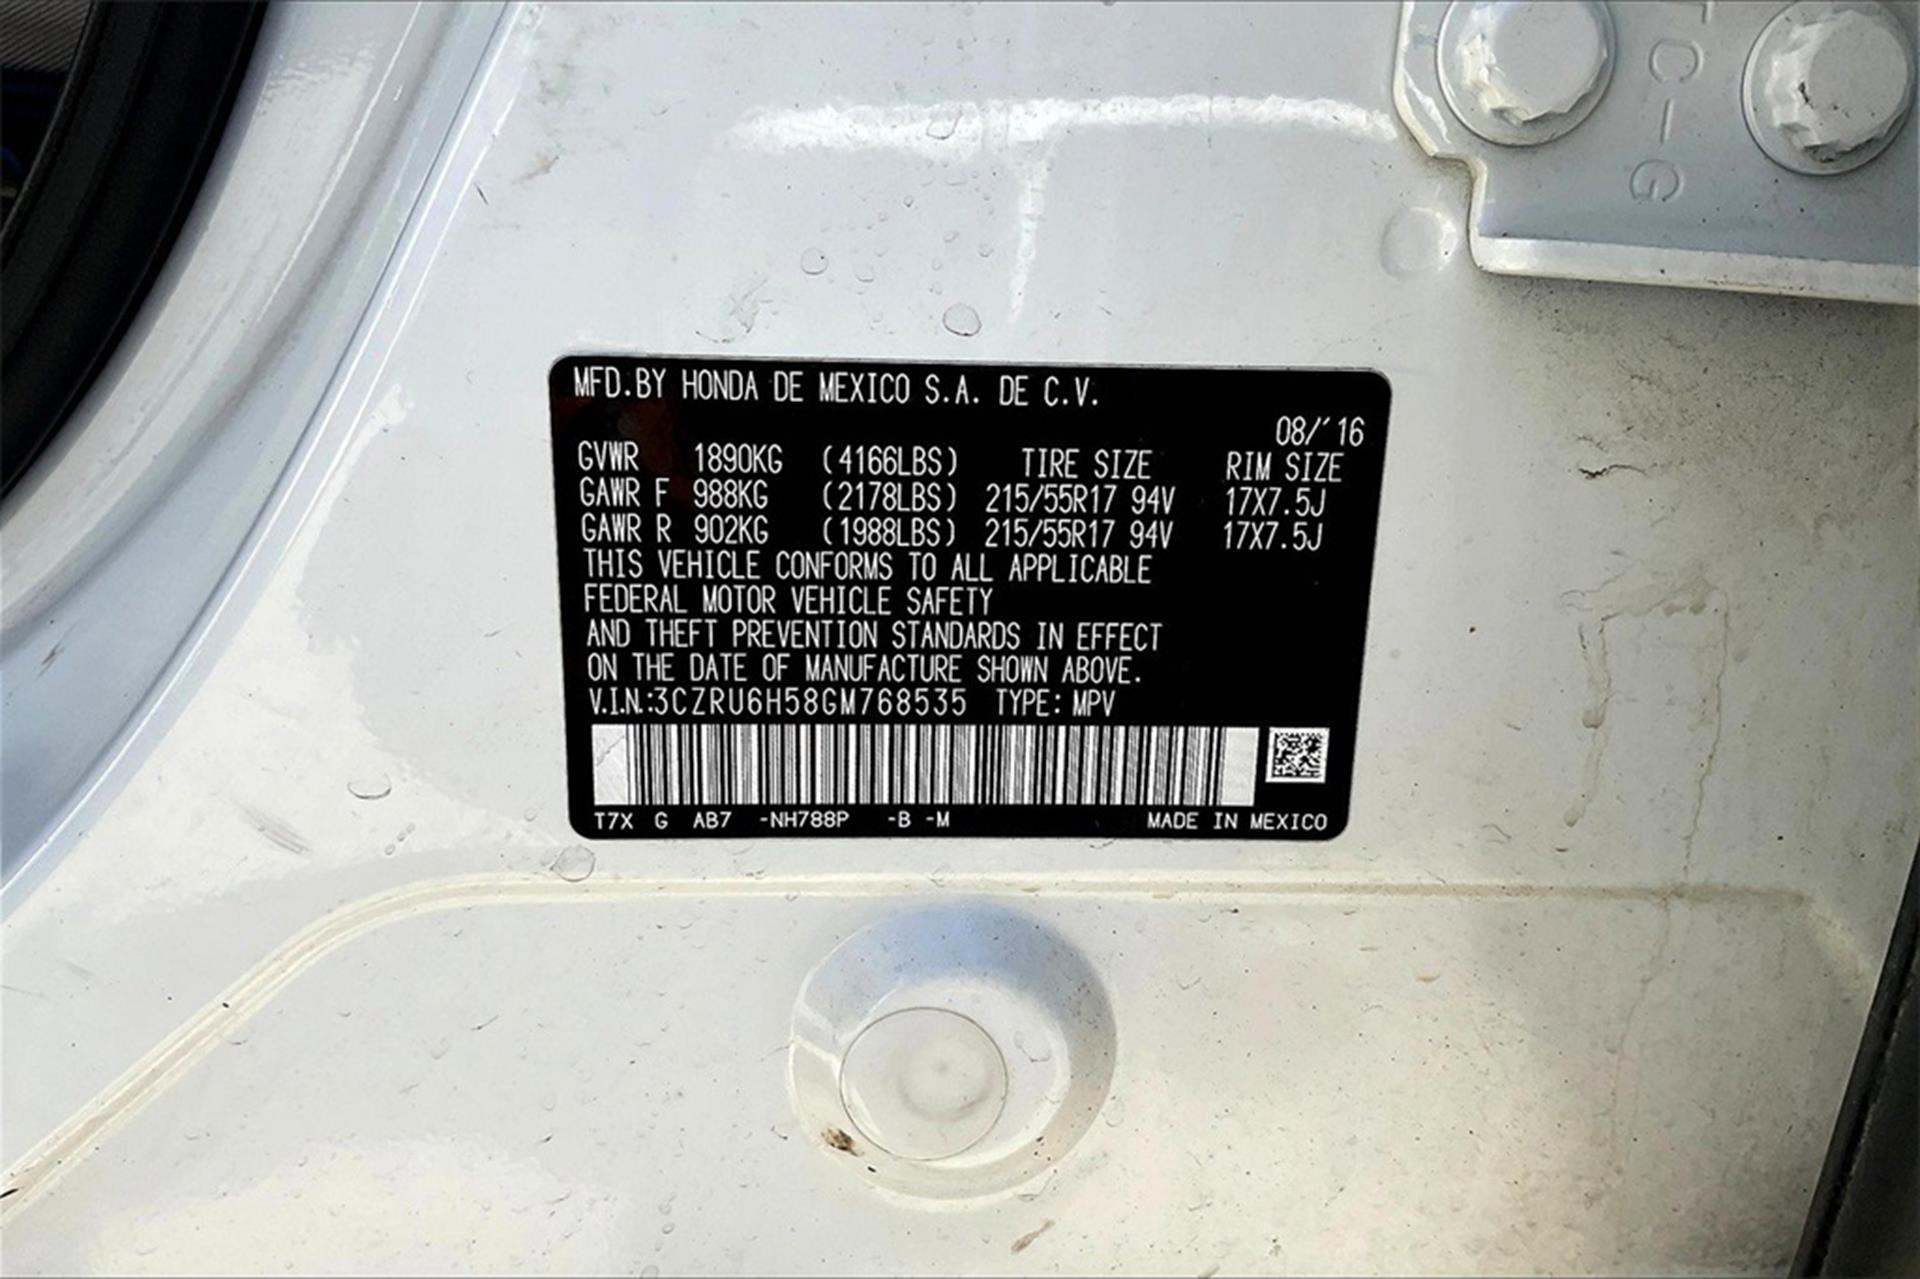 C-G
MFD.BY HONDA DE MEXICO S.A. DE C.V.
08/'16
GVWR 1890KG (4166LBS) TIRE SIZE RIM SIZE
GAWR F 988KG (2178LBS) 215/55R17 94V 17X7.5J
GAWR R 902KG (1988LBS) 215/55R17 94V 17X7.5J
THIS VEHICLE CONFORMS TO ALL APPLICABLE
FEDERAL MOTOR VEHICLE SAFETY
AND THEFT PREVENTION STANDARDS IN EFFECT
ON THE DATE OF MANUFACTURE SHOWN ABOVE.
V.I.N.:3CZRU6H58GM768535 TYPE: MPV
T7X G AB7 -NH788P -B -M MADE IN MEXICO